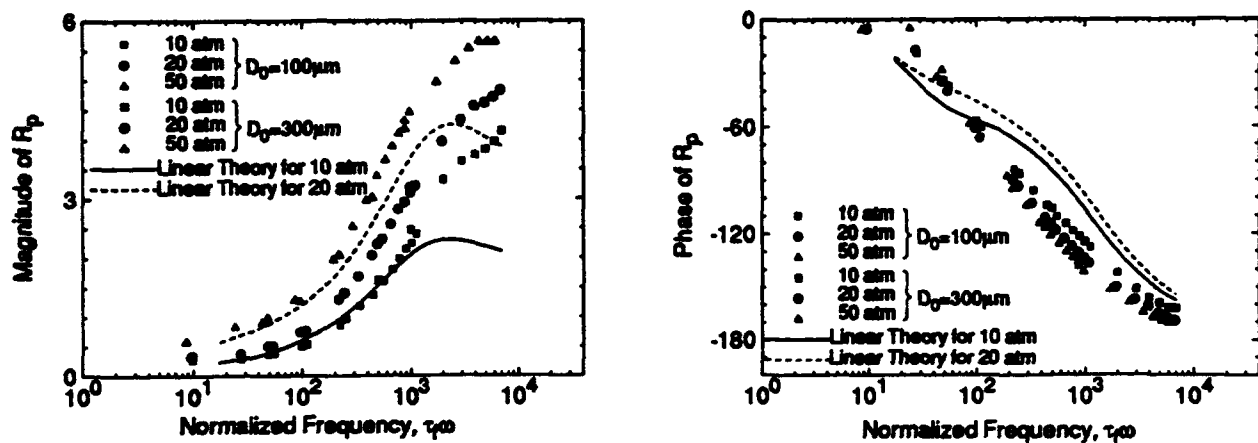 6
3
0
Magnitude of R_p
10 atm
20 atm
50 atm
D_0=100μm
10 atm
20 atm
50 atm
D_0=300μm
Linear Theory for 10 atm
Linear Theory for 20 atm
10^0 10^1 10^2 10^3 10^4
Normalized Frequency, τ_fω
0
-60
-120
-180
Phase of R_p
10 atm
20 atm
50 atm
D_0=100μm
10 atm
20 atm
50 atm
D_0=300μm
Linear Theory for 10 atm
Linear Theory for 20 atm
10^0 10^1 10^2 10^3 10^4
Normalized Frequency, τ_fω